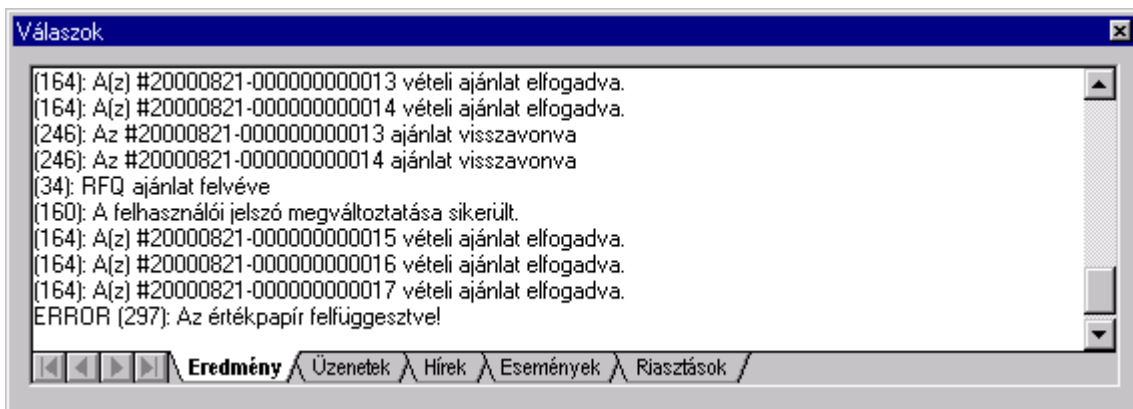 Válaszok
(164): A(z) #20000821-000000000013 vételi ajánlat elfogadva.
(164): A(z) #20000821-000000000014 vételi ajánlat elfogadva.
(246): Az #20000821-000000000013 ajánlat visszavonva
(246): Az #20000821-000000000014 ajánlat visszavonva
(34): RFQ ajánlat felvéve
(160): A felhasználói jelszó megváltoztatása sikerült.
(164): A(z) #20000821-000000000015 vételi ajánlat elfogadva.
(164): A(z) #20000821-000000000016 vételi ajánlat elfogadva.
(164): A(z) #20000821-000000000017 vételi ajánlat elfogadva.
ERROR (297): Az értékpapír felfüggesztve!
Eredmény Üzenetek Hírek Események Riasztások